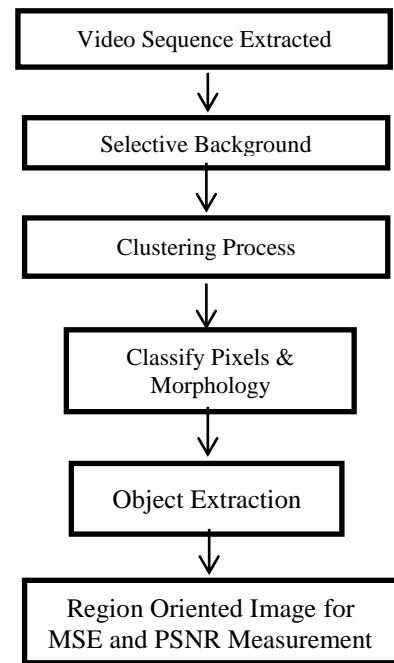 Video Sequence Extracted
Selective Background
Clustering Process
Classify Pixels &
Morphology
Object Extraction
Region Oriented Image for
MSE and PSNR Measurement